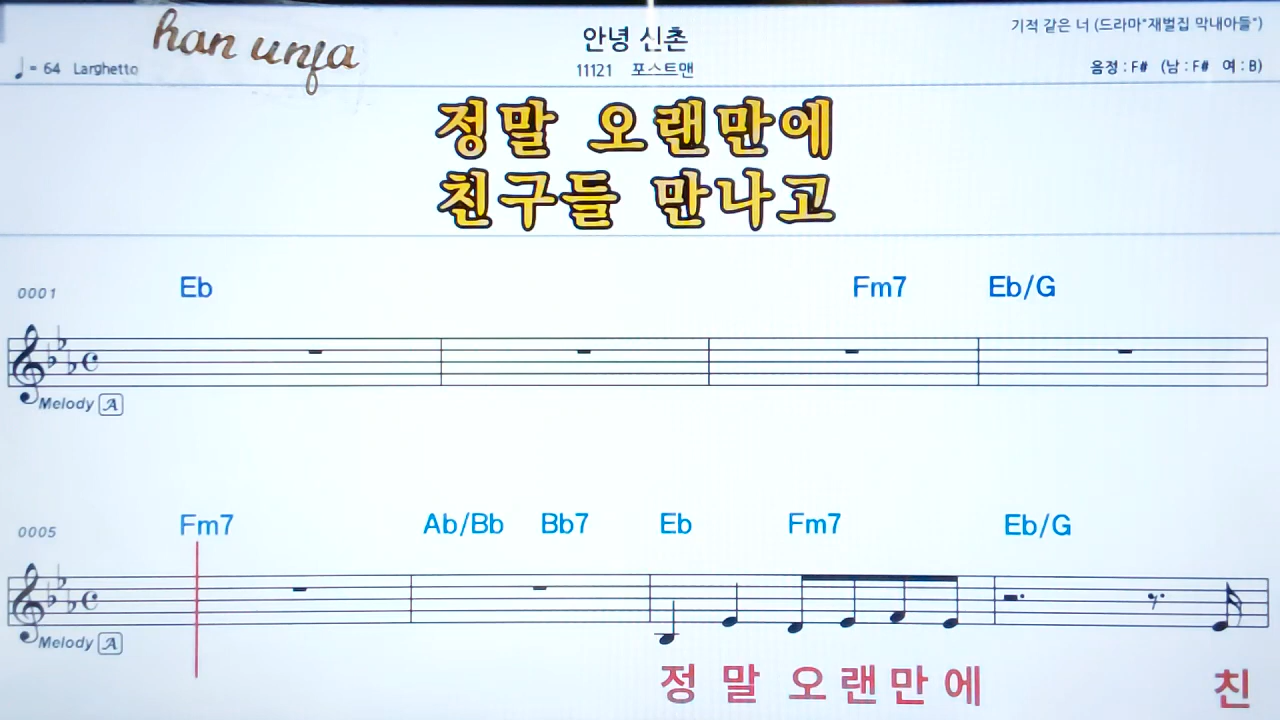 han unja
안녕 신촌
기적 같은 너 (드라마"재벌집 막내아들")
♩= 64 Larghetto
11121 포스트맨
음정 : F# (남 : F# 여 : B)
정말 오랜만에
친구들 만나고
0001 Eb Fm7 Eb/G
Melody A
0005 Fm7 Ab/Bb Bb7 Eb Fm7 Eb/G
Melody A
정 말 오 랜 만 에 친